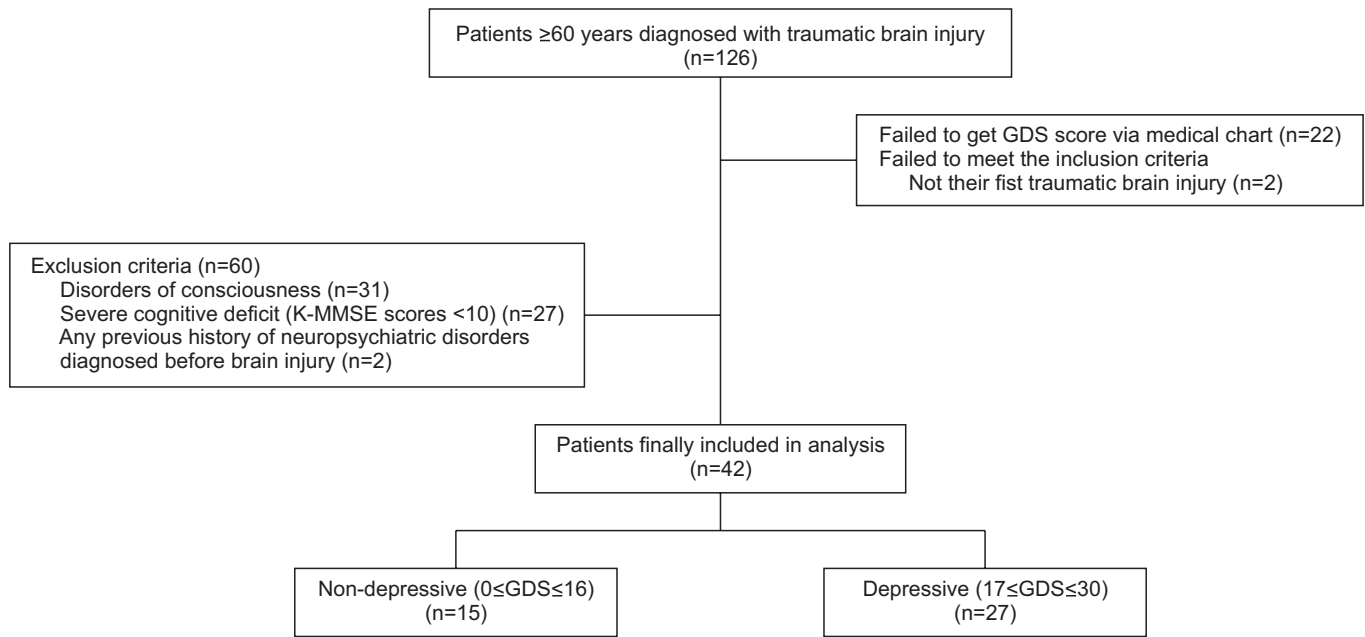 Patients ≥60 years diagnosed with traumatic brain injury
(n=126)
Failed to get GDS score via medical chart (n=22)
Failed to meet the inclusion criteria
Not their fist traumatic brain injury (n=2)
Exclusion criteria (n=60)
Disorders of consciousness (n=31)
Severe cognitive deficit (K-MMSE scores <10) (n=27)
Any previous history of neuropsychiatric disorders
diagnosed before brain injury (n=2)
Patients finally included in analysis
(n=42)
Non-depressive (0≤GDS≤16)
(n=15)
Depressive (17≤GDS≤30)
(n=27)